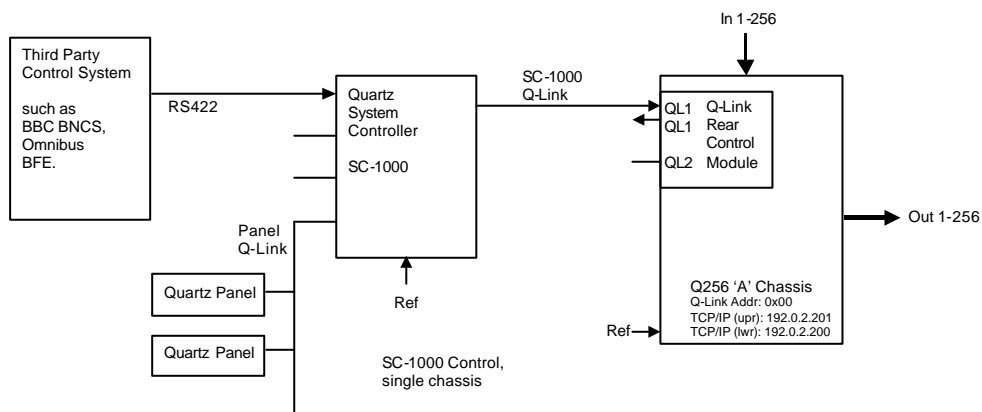 In 1-256
Third Party
Control System
such as
BBC BNCS,
Omnibus
BFE.
RS422
Quartz
System
Controller
SC-1000
SC-1000
Q-Link
QL1
QL1
QL2
Q-Link
Rear
Control
Module
Out 1-256
Panel
Q-Link
Quartz Panel
Quartz Panel
Ref
SC-1000 Control,
single chassis
Q256 ‘A’ Chassis
Q-Link Addr: 0x00
TCP/IP (upr): 192.0.2.201
TCP/IP (lwr): 192.0.2.200
Ref